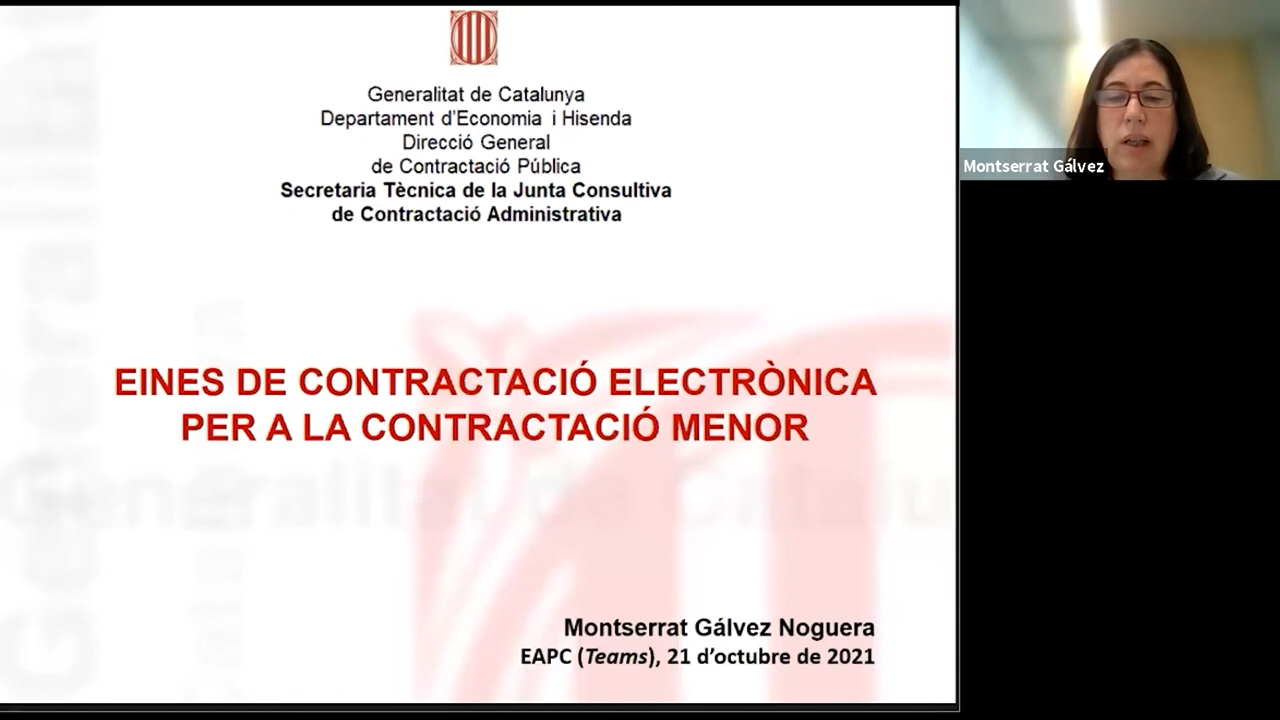 Generalitat de Catalunya
Departament d'Economia i Hisenda
Direcció General
de Contractació Pública
Secretaria Tècnica de la Junta Consultiva
de Contractació Administrativa
EINES DE CONTRACTACIÓ ELECTRÒNICA
PER A LA CONTRACTACIÓ MENOR
Montserrat Gálvez Noguera
EAPC (Teams), 21 d'octubre de 2021
Montserrat Gálvez